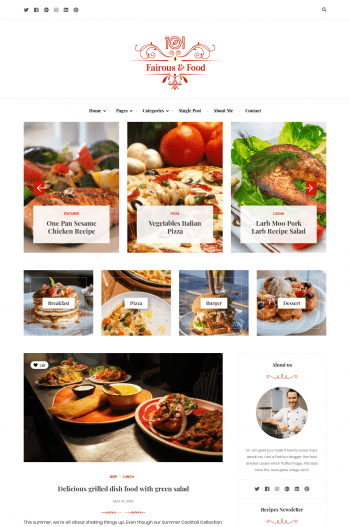 Fairous & Food
Home
Pages
Categories
Single Post
About Me
Contact
FEATURED
One Pan Sesame
Chicken Recipe
PIZZA
Vegetables Italian
Pizza
Larb Moo Pork
Larb Recipe Salad
Breakfast
Pizza
Burger
Dessert
BEEF LUNCH
Delicious grilled dish food with green salad
This summer, we're all about shaking things up. Even though our Summer Cocktail Collection
About us
Recipes Newsletter